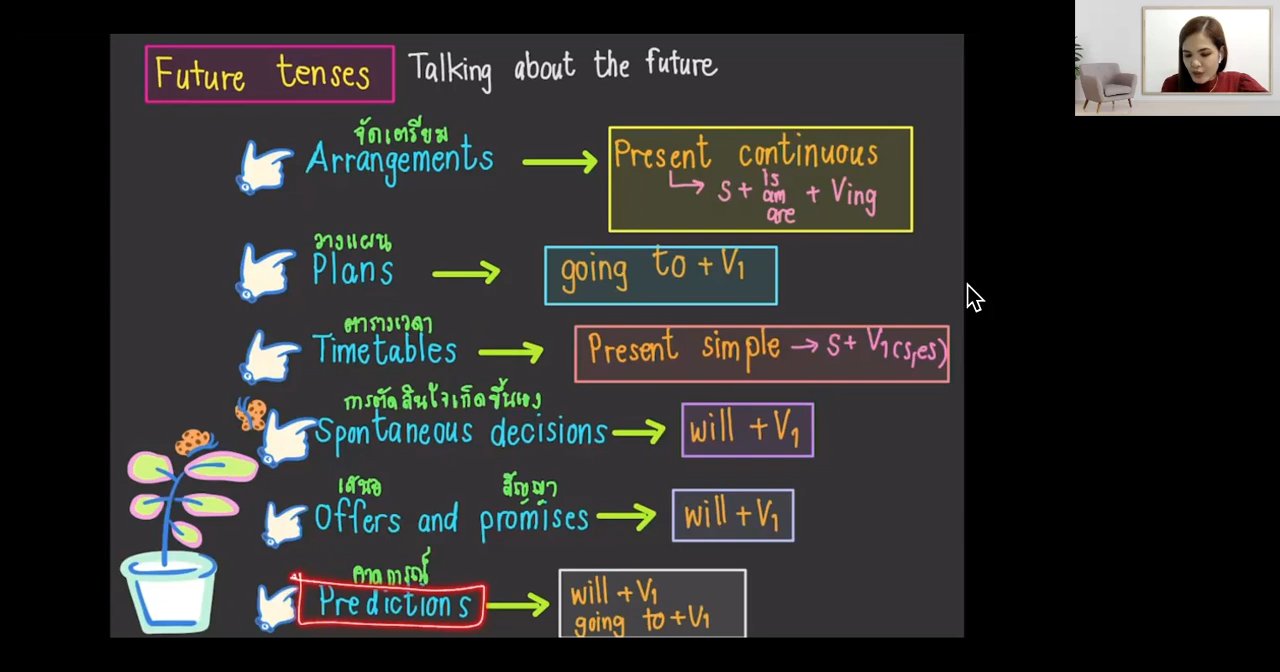 Future tenses Talking about the future
จัดเตรียม
Arrangements → Present continuous
↳ S + is am are + Ving
วางแผน
Plans → going to + V1
ตารางเวลา
Timetables → Present simple → S + V1(s,es)
การตัดสินใจเกิดขึ้นเอง
Spontaneous decisions → will + V1
เสนอ สัญญา
Offers and promises → will + V1
คาดการณ์
Predictions → will + V1
going to + V1